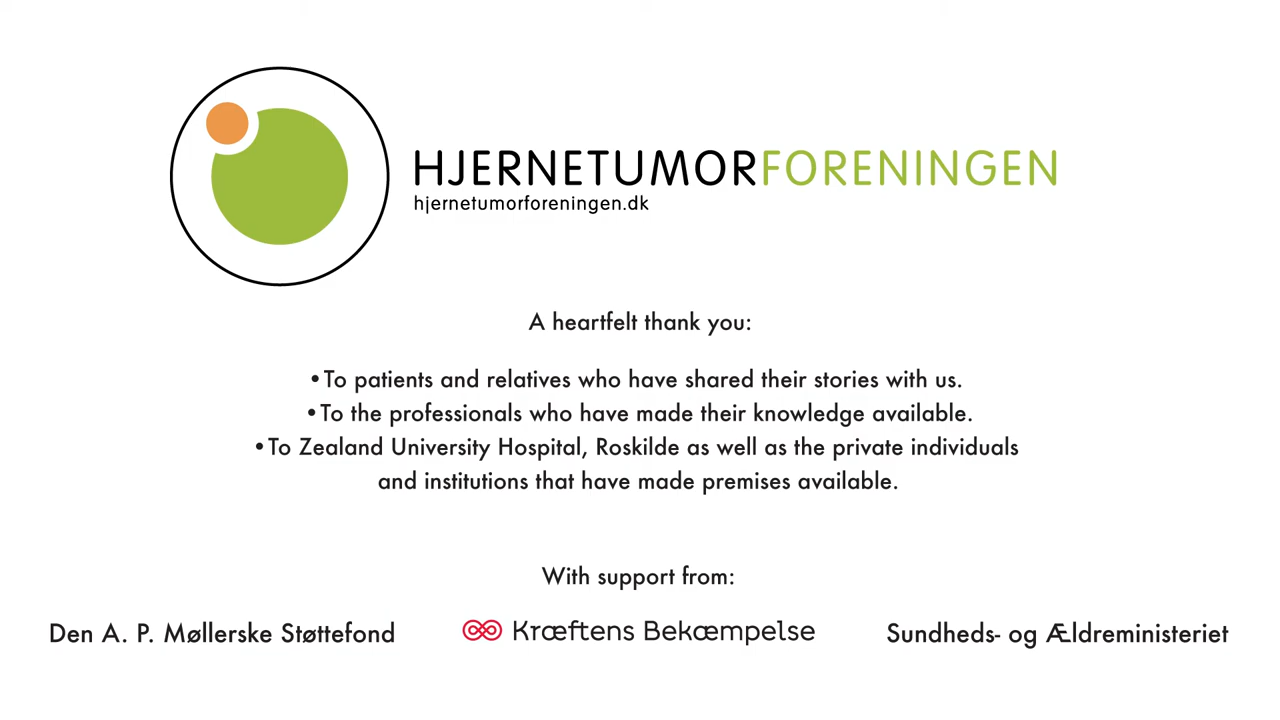 HJERNETUMORFORENINGEN
hjernetumorforeningen.dk
A heartfelt thank you:
•To patients and relatives who have shared their stories with us.
•To the professionals who have made their knowledge available.
•To Zealand University Hospital, Roskilde as well as the private individuals
and institutions that have made premises available.
With support from:
Den A. P. Møllerske Støttefond
Kræftens Bekæmpelse
Sundheds- og Ældreministeriet